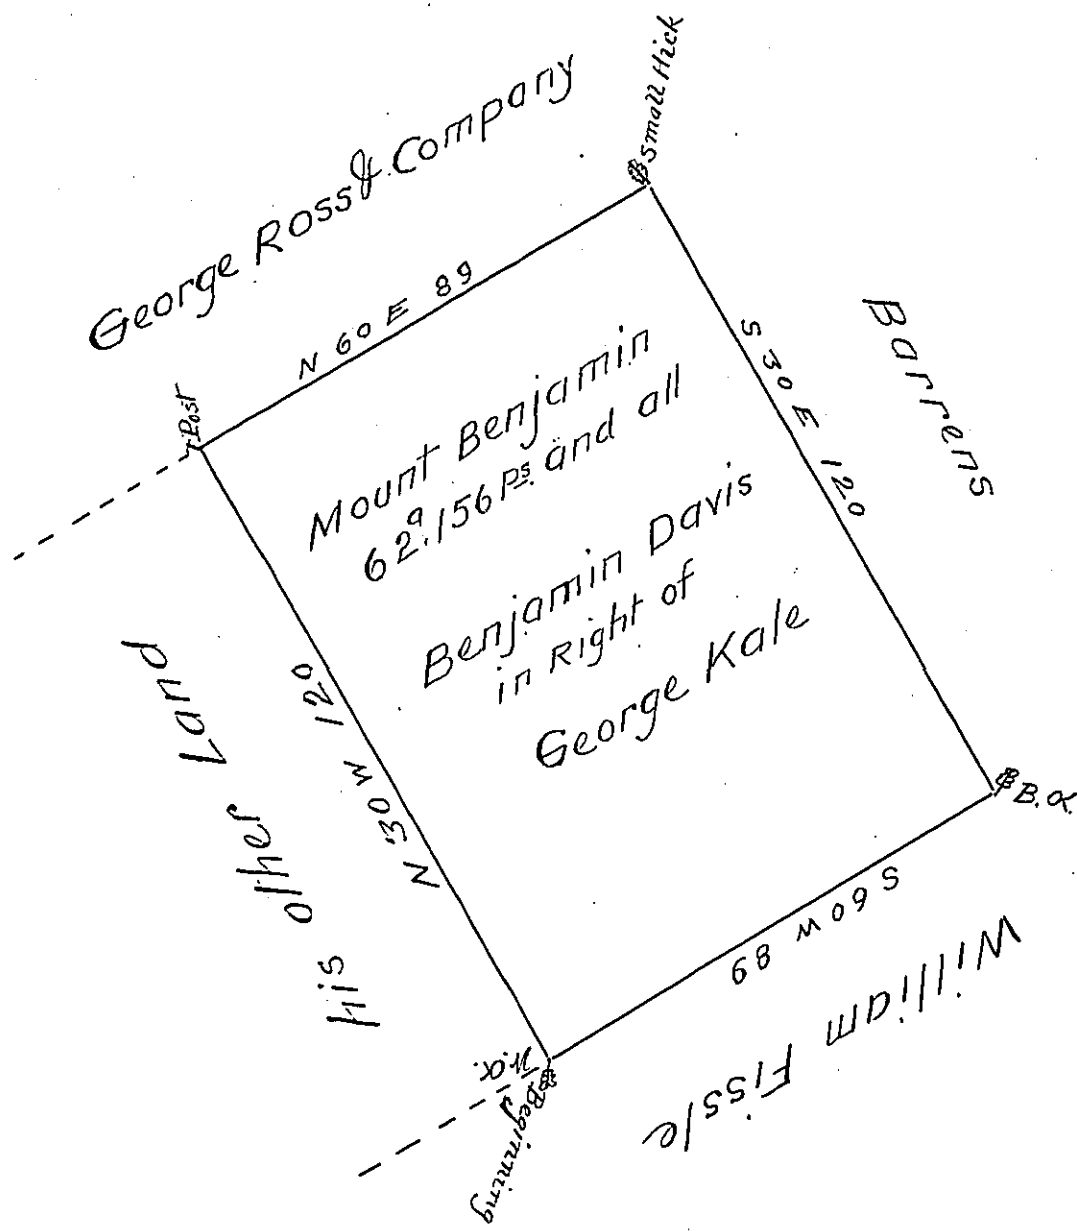 George Ross & Company
Small Hick
Post
N 60 E 89
S 30 E 120
Barrens
Mount Benjamin
62a.156 Ps. and all
Benjamin Davis
in Right of
George Kale
His other Land
N 30 W 120
B.O.
S 60 W 89
William Fissle
Beginning